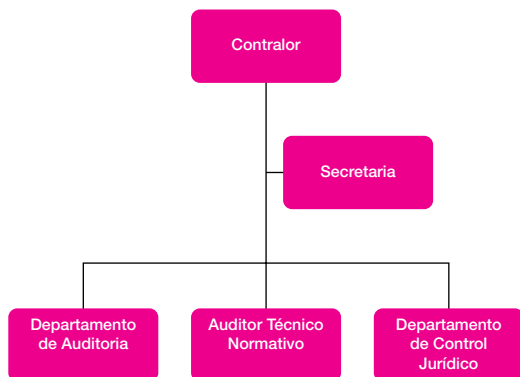 Contralor
Secretaria
Departamento
de Auditoria
Auditor Técnico
Normativo
Departamento
de Control
Jurídico